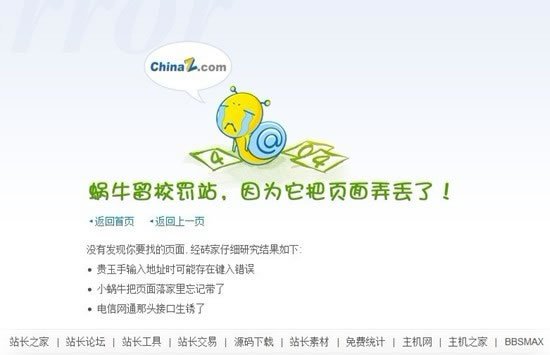 error
ChinaZ.com
4 @ 04
蜗牛留校罚站，因为它把页面弄丢了！
返回首页 返回上一页
没有发现你要找的页面. 经砖家仔细研究结果如下:
贵玉手输入地址时可能存在键入错误
小蜗牛把页面落家里忘记带了
电信网通那头接口生锈了
站长之家 | 站长论坛 | 站长工具 | 站长交易 | 源码下载 | 站长素材 | 免费统计 | 主机网 | 主机之家 | BBSMAX